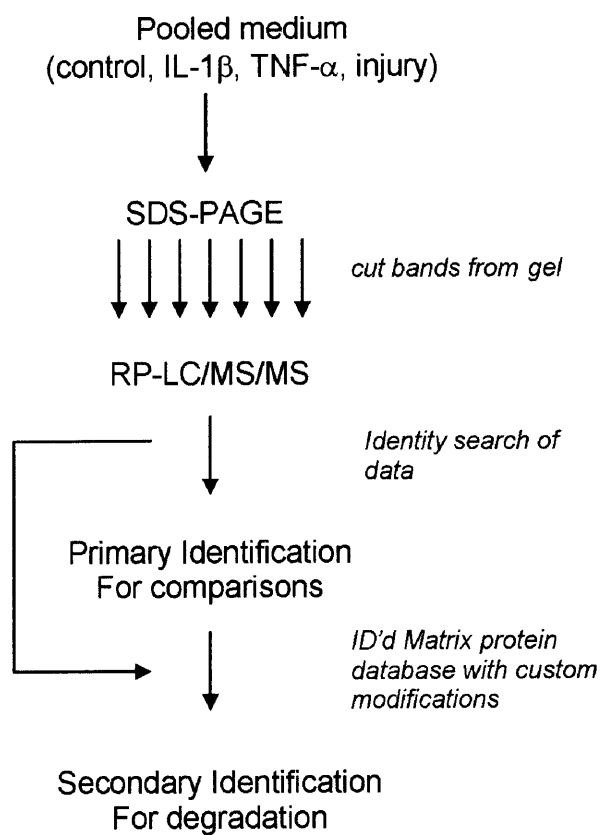 Pooled medium
(control, IL-1β, TNF-α, injury)
SDS-PAGE
cut bands from gel
RP-LC/MS/MS
Identity search of
data
Primary Identification
For comparisons
ID'd Matrix protein
database with custom
modifications
Secondary Identification
For degradation